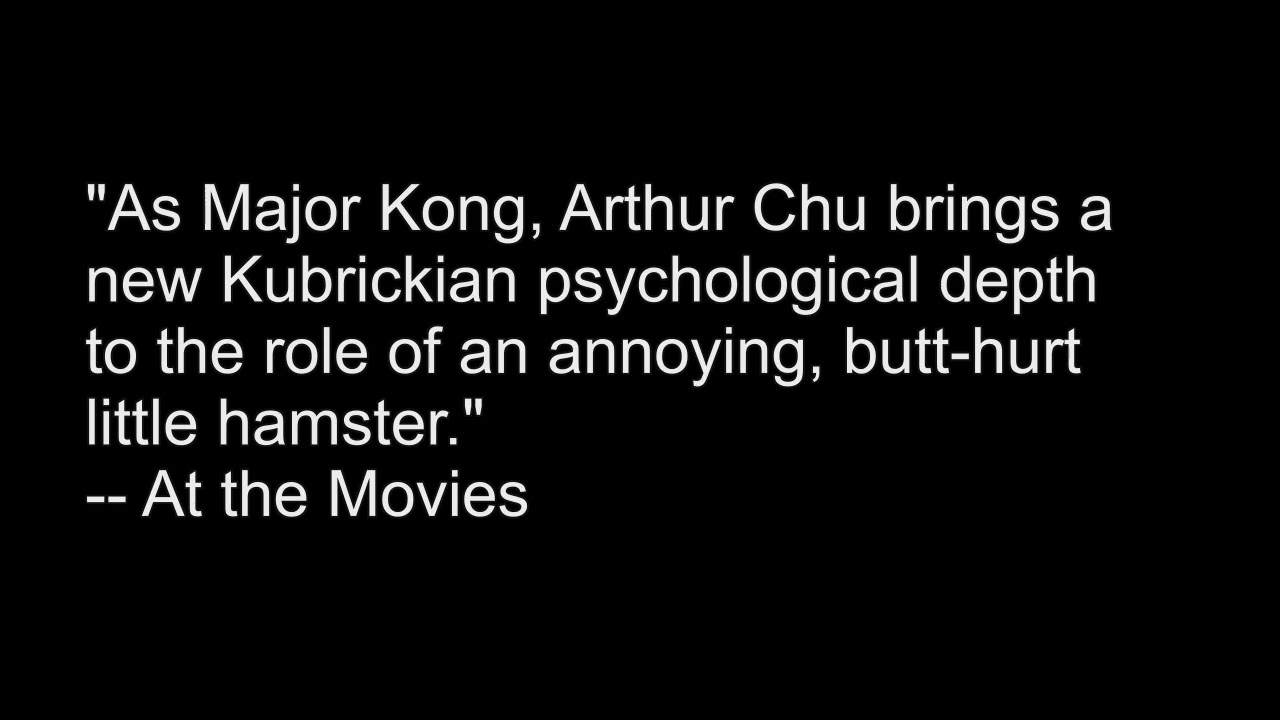 "As Major Kong, Arthur Chu brings a
new Kubrickian psychological depth
to the role of an annoying, butt-hurt
little hamster."
-- At the Movies